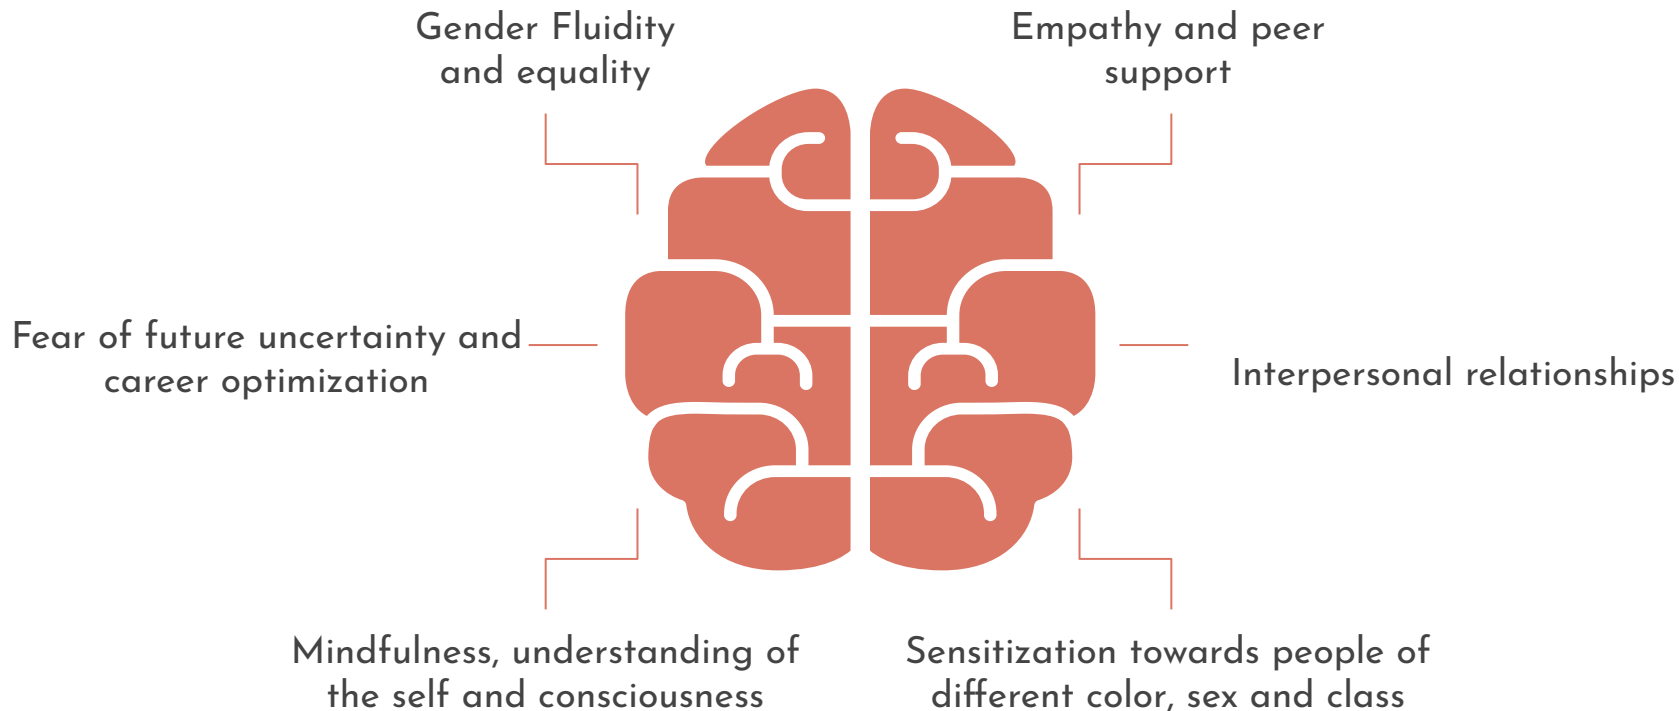 Gender Fluidity
and equality
Empathy and peer
support
Fear of future uncertainty and
career optimization
Interpersonal relationships
Mindfulness, understanding of
the self and consciousness
Sensitization towards people of
different color, sex and class